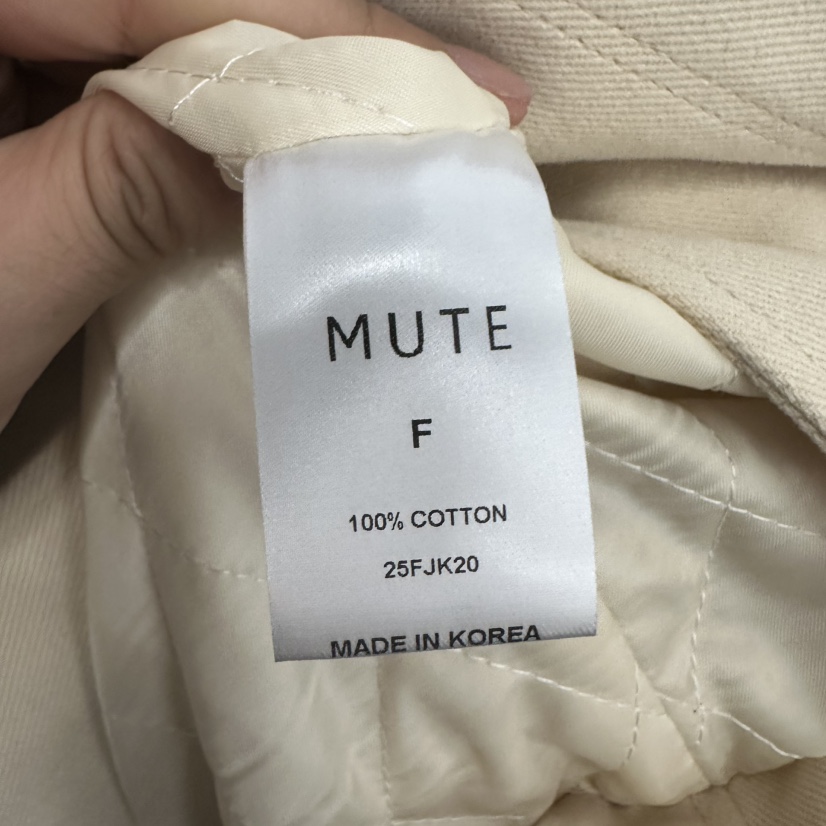 MUTE
F
100% COTTON
25FJK20
MADE IN KOREA